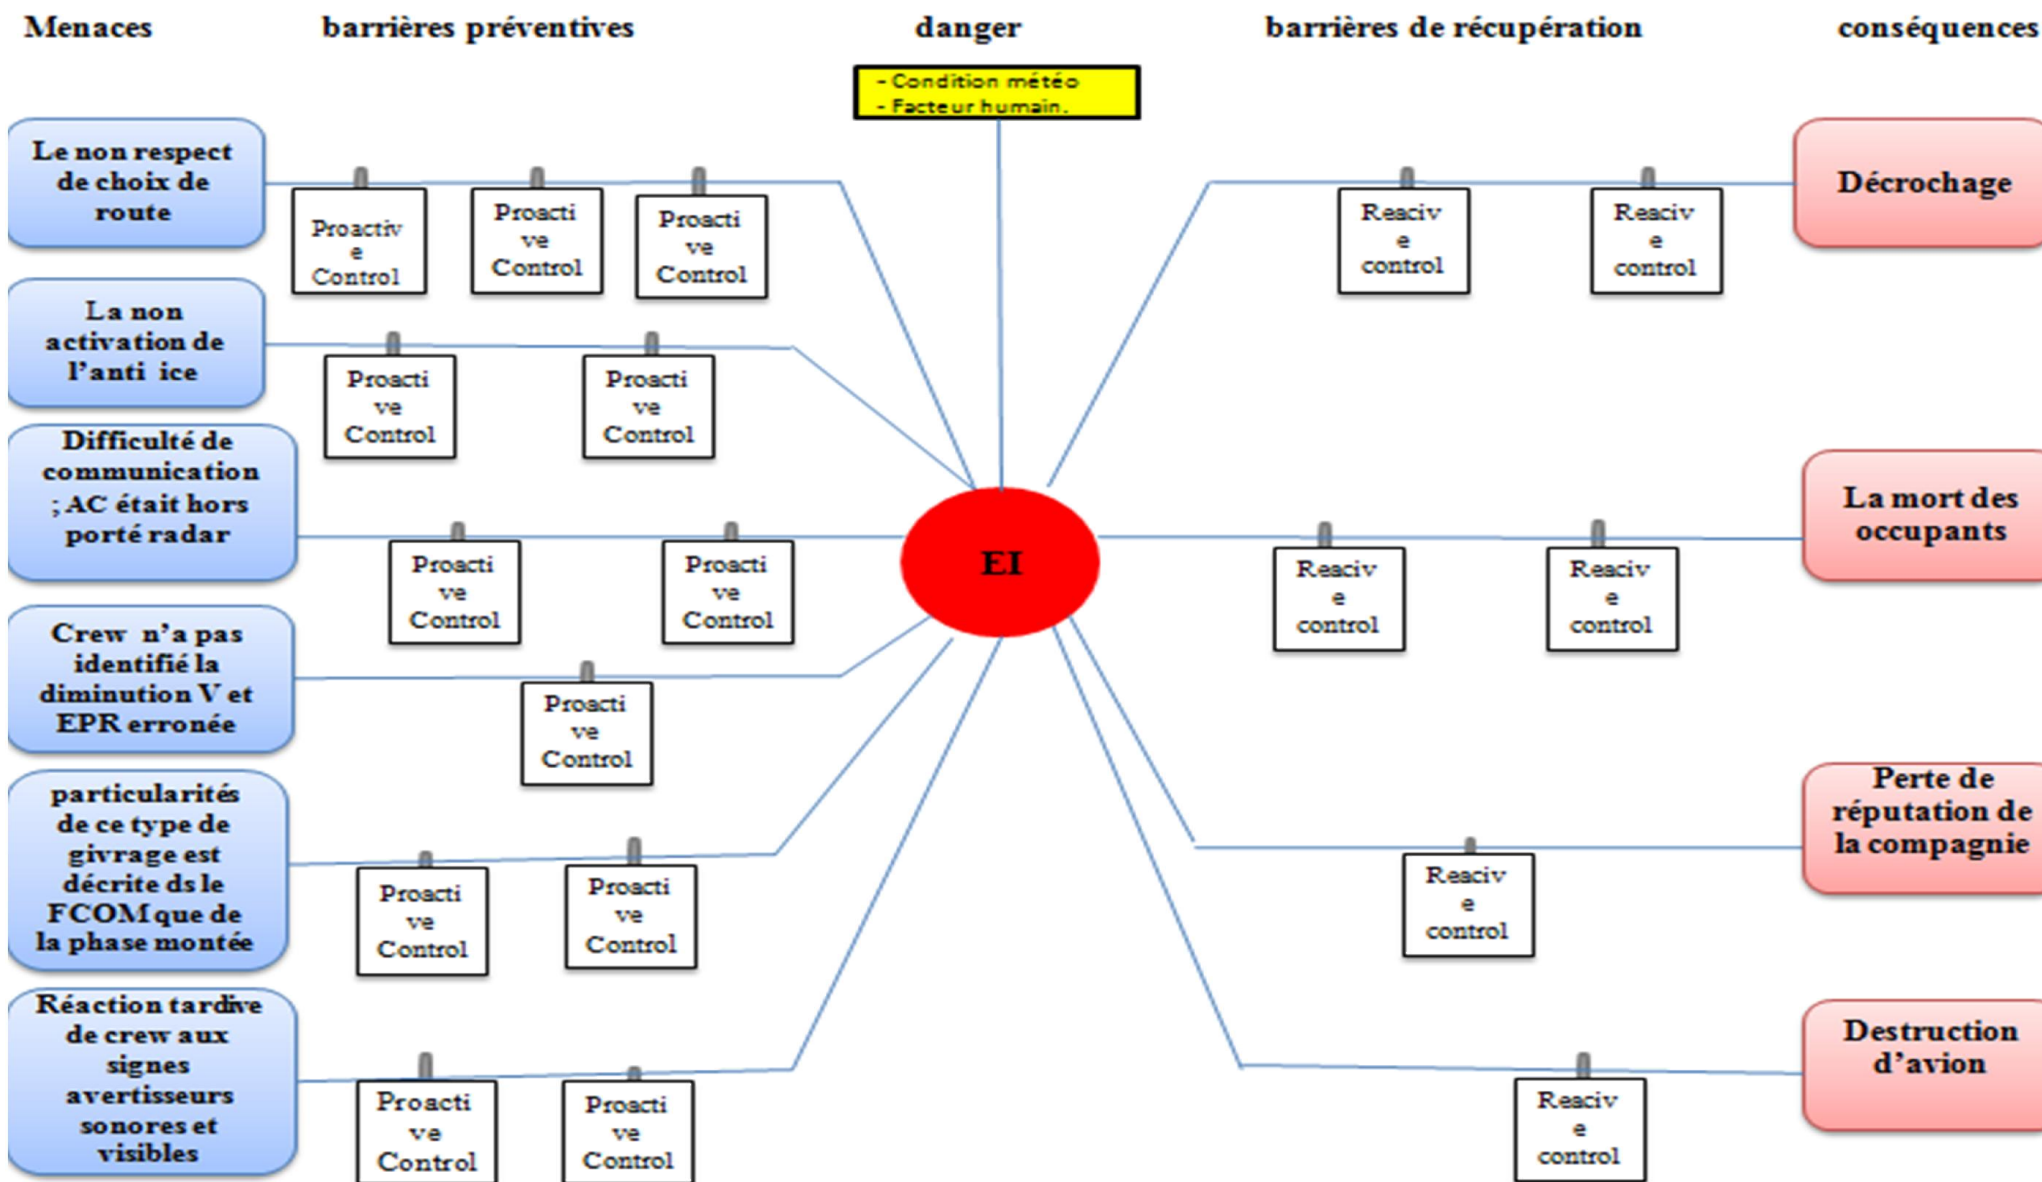 Menaces
barrières préventives
danger
barrières de récupération
conséquences
- Condition météo
- Facteur humain.
Le non respect
de choix de
route
Proactiv
e
Control
Proacti
ve
Control
Proacti
ve
Control
Reaciv
e
control
Reaciv
e
control
Décrochage
La non
activation de
l’anti ice
Proacti
ve
Control
Proacti
ve
Control
Difficulté de
communication
; AC était hors
porté radar
Proacti
ve
Control
Proacti
ve
Control
EI
Reaciv
e
control
Reaciv
e
control
La mort des
occupants
Crew n’a pas
identifié la
diminution V et
EPR erronée
Proacti
ve
Control
particularités
de ce type de
givrage est
décrite ds le
FCOM que de
la phase montée
Proacti
ve
Control
Proacti
ve
Control
Reaciv
e
control
Perte de
réputation de
la compagnie
Réaction tardive
de crew aux
signes
avertisseurs
sonores et
visibles
Proacti
ve
Control
Proacti
ve
Control
Reaciv
e
control
Destruction
d’avion